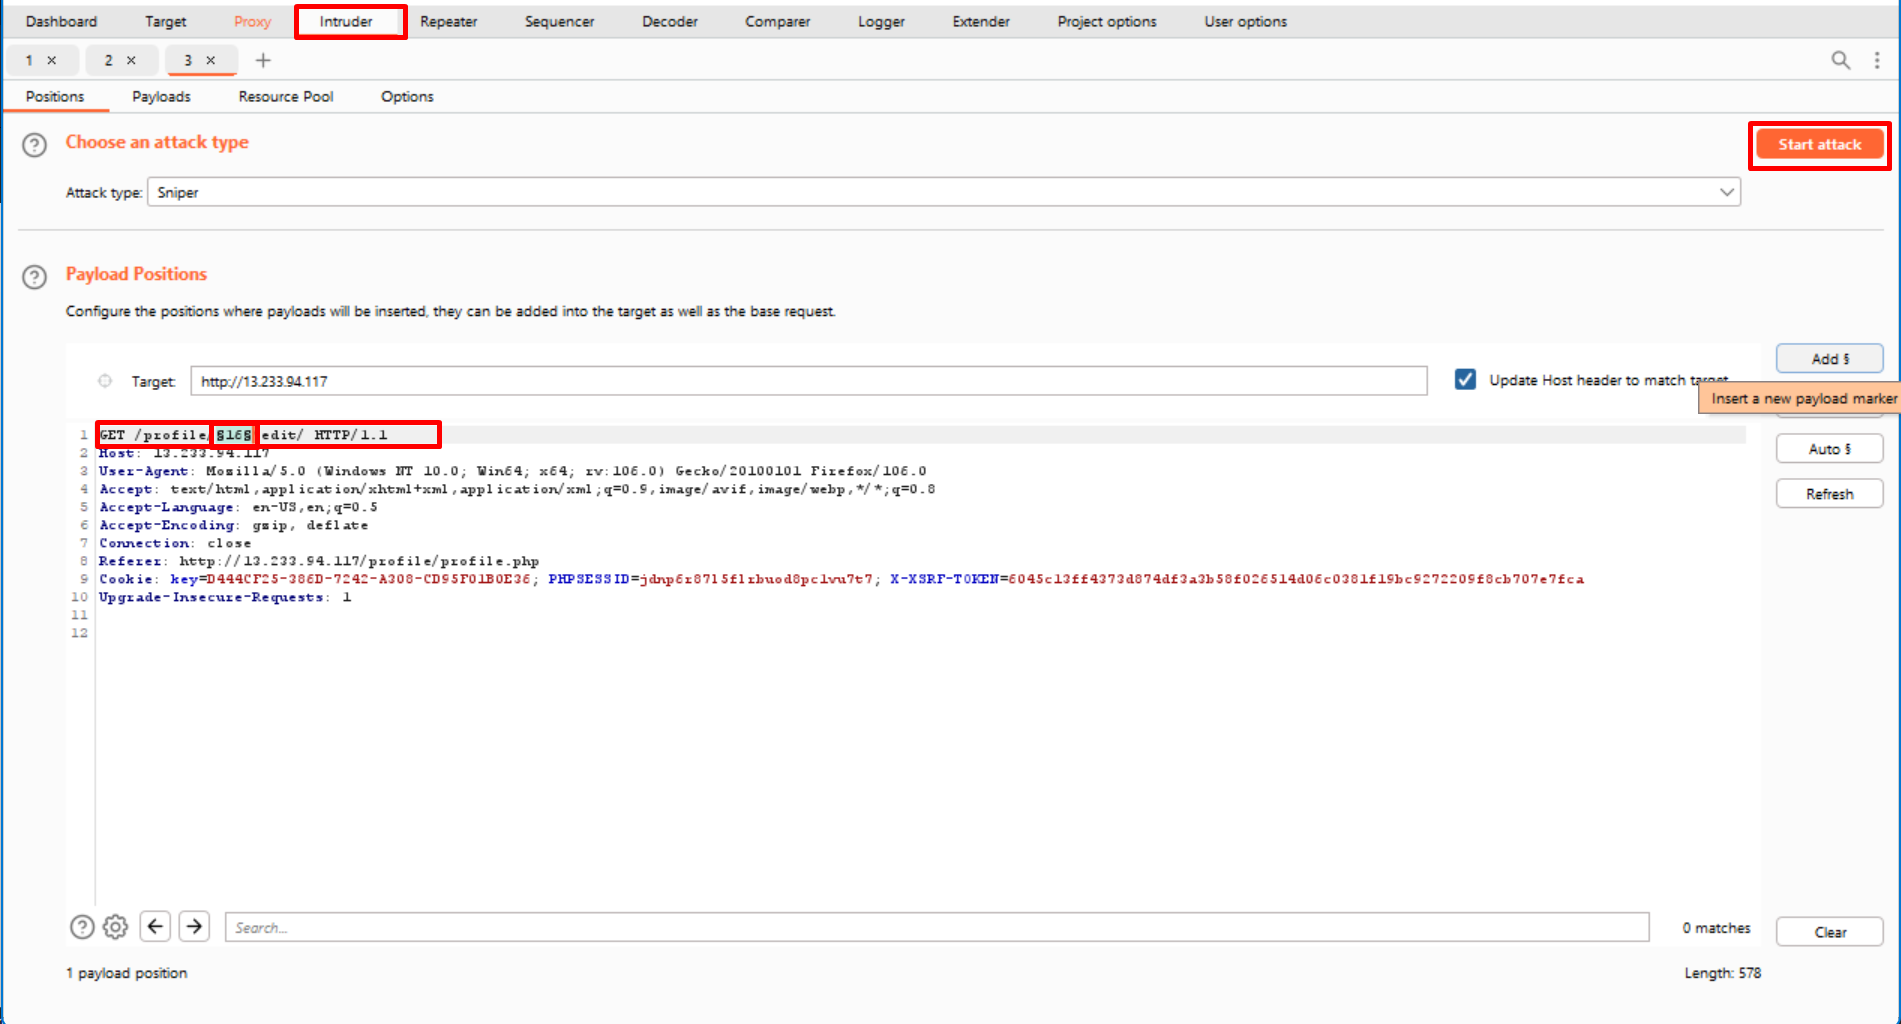 Dashboard Target Proxy Intruder Repeater Sequencer Decoder Comparer Logger Extender Project options User options
1 × 2 × 3 × +
Positions Payloads Resource Pool Options
? Choose an attack type Start attack
Attack type: Sniper
? Payload Positions
Configure the positions where payloads will be inserted, they can be added into the target as well as the base request.
Add §
Target: http://13.233.94.117 Update Host header to match target
Insert a new payload marker
1 GET /profile/§16§ edit/ HTTP/1.1
2 Host: 13.233.94.117
3 User-Agent: Mozilla/5.0 (Windows NT 10.0; Win64; x64; rv:106.0) Gecko/20100101 Firefox/106.0
4 Accept: text/html,application/xhtml+xml,application/xml;q=0.9,image/avif,image/webp,*/*;q=0.8
5 Accept-Language: en-US,en;q=0.5
6 Accept-Encoding: gzip, deflate
7 Connection: close
8 Referer: http://13.233.94.117/profile/profile.php
9 Cookie: key=D444CF25-386D-7242-A308-CD95F01B0E36; PHPSESSID=jdnp6r8715f1rbuod8pc1vu7t7; X-XSRF-TOKEN=6045c13ff4373d874df3a3b58f026514d06c0381f19bc9272209f8cb707e7fca
10 Upgrade-Insecure-Requests: 1
11
12
Auto §
Refresh
? Search... 0 matches
Clear
1 payload position Length: 578